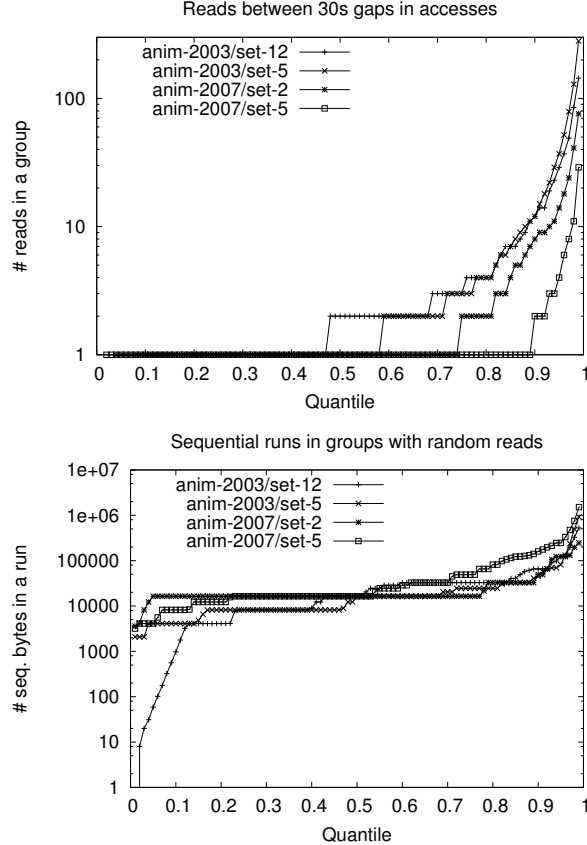 Reads between 30s gaps in accesses
anim-2003/set-12
anim-2003/set-5
anim-2007/set-2
anim-2007/set-5
100
10
1
# reads in a group
0 0.1 0.2 0.3 0.4 0.5 0.6 0.7 0.8 0.9 1
Quantile
Sequential runs in groups with random reads
anim-2003/set-12
anim-2003/set-5
anim-2007/set-2
anim-2007/set-5
1e+07
1e+06
100000
10000
1000
100
10
1
# seq. bytes in a run
0 0.1 0.2 0.3 0.4 0.5 0.6 0.7 0.8 0.9 1
Quantile